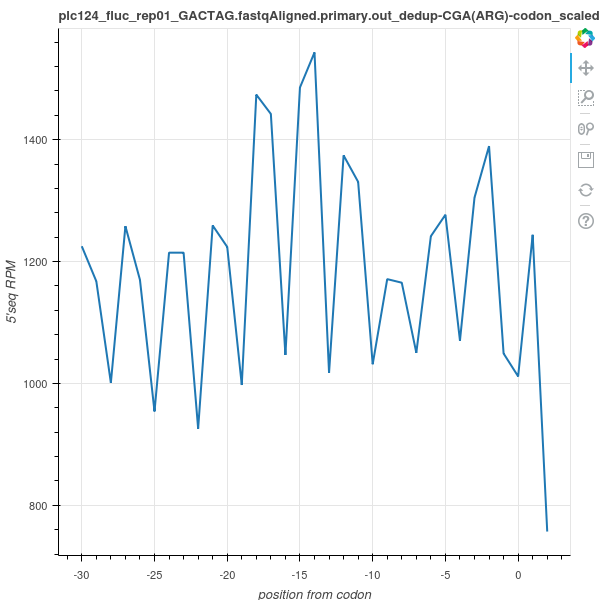 plc124_fluc_rep01_GACTAG.fastqAligned.primary.out_dedup-CGA(ARG)-codon_scaled
1400
1200
1000
800
5'seq RPM
-30 -25 -20 -15 -10 -5 0
position from codon